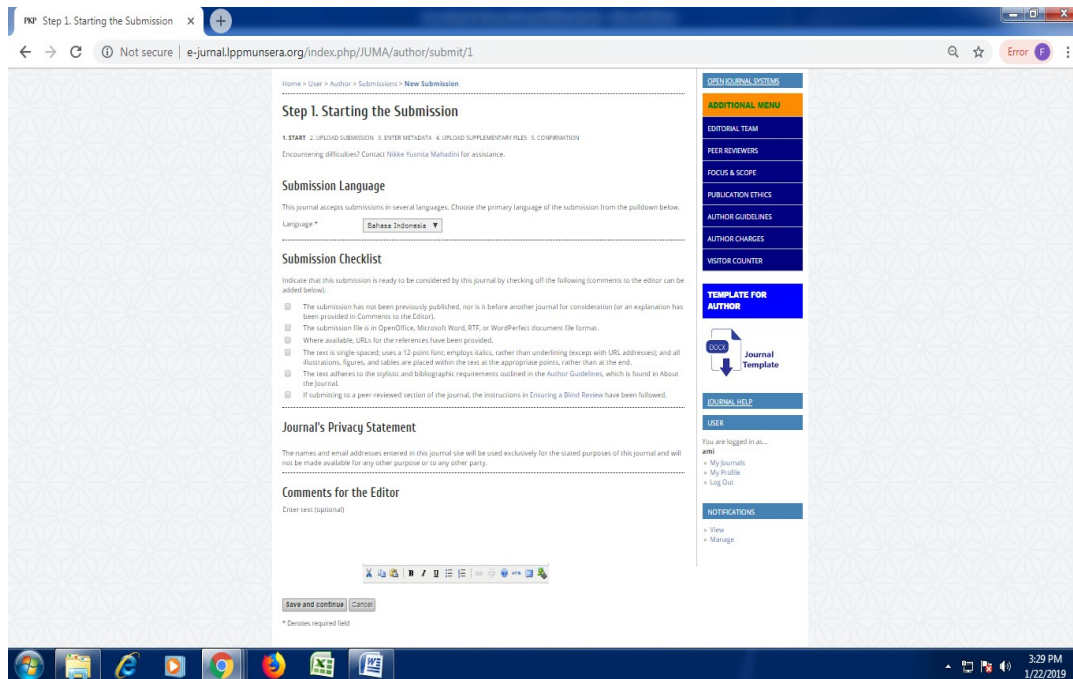 PKP Step 1. Starting the Submission
Not secure | e-jurnal.lppmunsera.org/index.php/JUMA/author/submit/1
Error F
Home > User > Author > Submissions > New Submission
Step 1. Starting the Submission
1. START 2. UPLOAD SUBMISSION 3. ENTER METADATA 4. UPLOAD SUPPLEMENTARY FILES 5. CONFIRMATION
Encountering difficulties? Contact Nikke Yusnita Mahadini for assistance.
Submission Language
This journal accepts submissions in several languages. Choose the primary language of the submission from the pulldown below.
Language * Bahasa Indonesia
Submission Checklist
Indicate that this submission is ready to be considered by this journal by checking off the following (comments to the editor can be
added below).
The submission has not been previously published, nor is it before another journal for consideration (or an explanation has
been provided in Comments to the Editor).
The submission file is in OpenOffice, Microsoft Word, RTF, or WordPerfect document file format.
Where available, URLs for the references have been provided.
The text is single-spaced; uses a 12-point font; employs italics, rather than underlining (except with URL addresses); and all
illustrations, figures, and tables are placed within the text at the appropriate points, rather than at the end.
The text adheres to the stylistic and bibliographic requirements outlined in the Author Guidelines, which is found in About
the Journal.
If submitting to a peer-reviewed section of the journal, the instructions in Ensuring a Blind Review have been followed.
Journal's Privacy Statement
The names and email addresses entered in this journal site will be used exclusively for the stated purposes of this journal and will
not be made available for any other purpose or to any other party.
Comments for the Editor
Enter text (optional)
B I U HTML
Save and continue Cancel
* Denotes required field
OPEN JOURNAL SYSTEMS
ADDITIONAL MENU
EDITORIAL TEAM
PEER REVIEWERS
FOCUS & SCOPE
PUBLICATION ETHICS
AUTHOR GUIDELINES
AUTHOR CHARGES
VISITOR COUNTER
TEMPLATE FOR
AUTHOR
DOCX
Journal
Template
JOURNAL HELP
USER
You are logged in as...
ami
» My Journals
» My Profile
» Log Out
NOTIFICATIONS
» View
» Manage
3:29 PM
1/22/2019